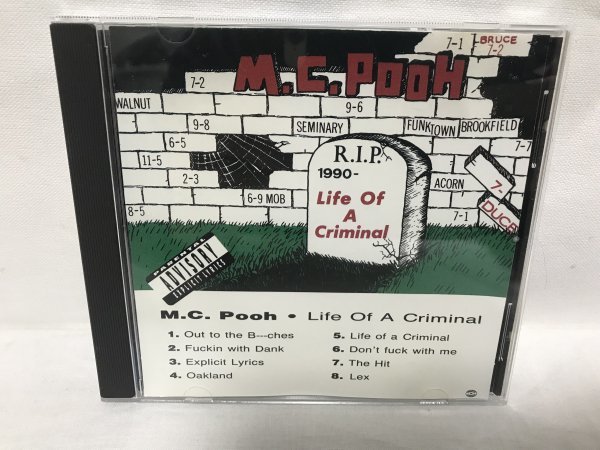 7-1
BRUCE
7-2
M.C. POOH
7-2
WALNUT
9-6
9-8
SEMINARY
FUNKTOWN
BROOKFIELD
6-5
7-7
R.I.P.
1990-
11-5
Life Of
A
Criminal
2-3
ACORN
7-
DUCE
6-9 MOB
8-5
7-1
PARENTAL
ADVISORY
EXPLICIT LYRICS
M.C. Pooh • Life Of A Criminal
1. Out to the B---ches
2. Fuckin with Dank
3. Explicit Lyrics
4. Oakland
5. Life of a Criminal
6. Don't fuck with me
7. The Hit
8. Lex